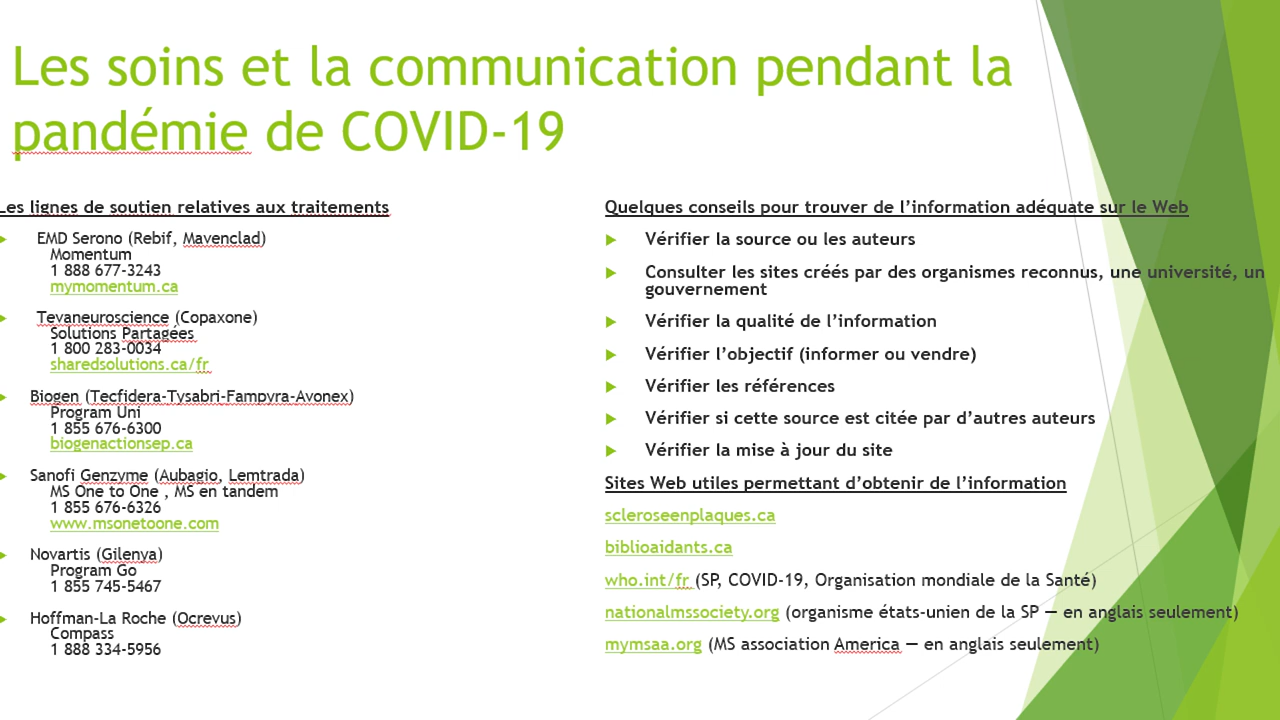 Les soins et la communication pendant la
pandémie de COVID-19
Les lignes de soutien relatives aux traitements
EMD Serono (Rebif, Mavenclad)
Momentum
1 888 677-3243
mymomentum.ca
Tevaneuroscience (Copaxone)
Solutions Partagées
1 800 283-0034
sharedsolutions.ca/fr
Biogen (Tecfidera-Tysabri-Fampyra-Avonex)
Program Uni
1 855 676-6300
biogenactionsep.ca
Sanofi Genzyme (Aubagio, Lemtrada)
MS One to One , MS en tandem
1 855 676-6326
www.msonetoone.com
Novartis (Gilenya)
Program Go
1 855 745-5467
Hoffman-La Roche (Ocrevus)
Compass
1 888 334-5956
Quelques conseils pour trouver de l’information adéquate sur le Web
Vérifier la source ou les auteurs
Consulter les sites créés par des organismes reconnus, une université, un
gouvernement
Vérifier la qualité de l’information
Vérifier l’objectif (informer ou vendre)
Vérifier les références
Vérifier si cette source est citée par d’autres auteurs
Vérifier la mise à jour du site
Sites Web utiles permettant d’obtenir de l’information
scleroseenplaques.ca
biblioaidants.ca
who.int/fr (SP, COVID-19, Organisation mondiale de la Santé)
nationalmssociety.org (organisme états-unien de la SP — en anglais seulement)
mymsaa.org (MS association America — en anglais seulement)